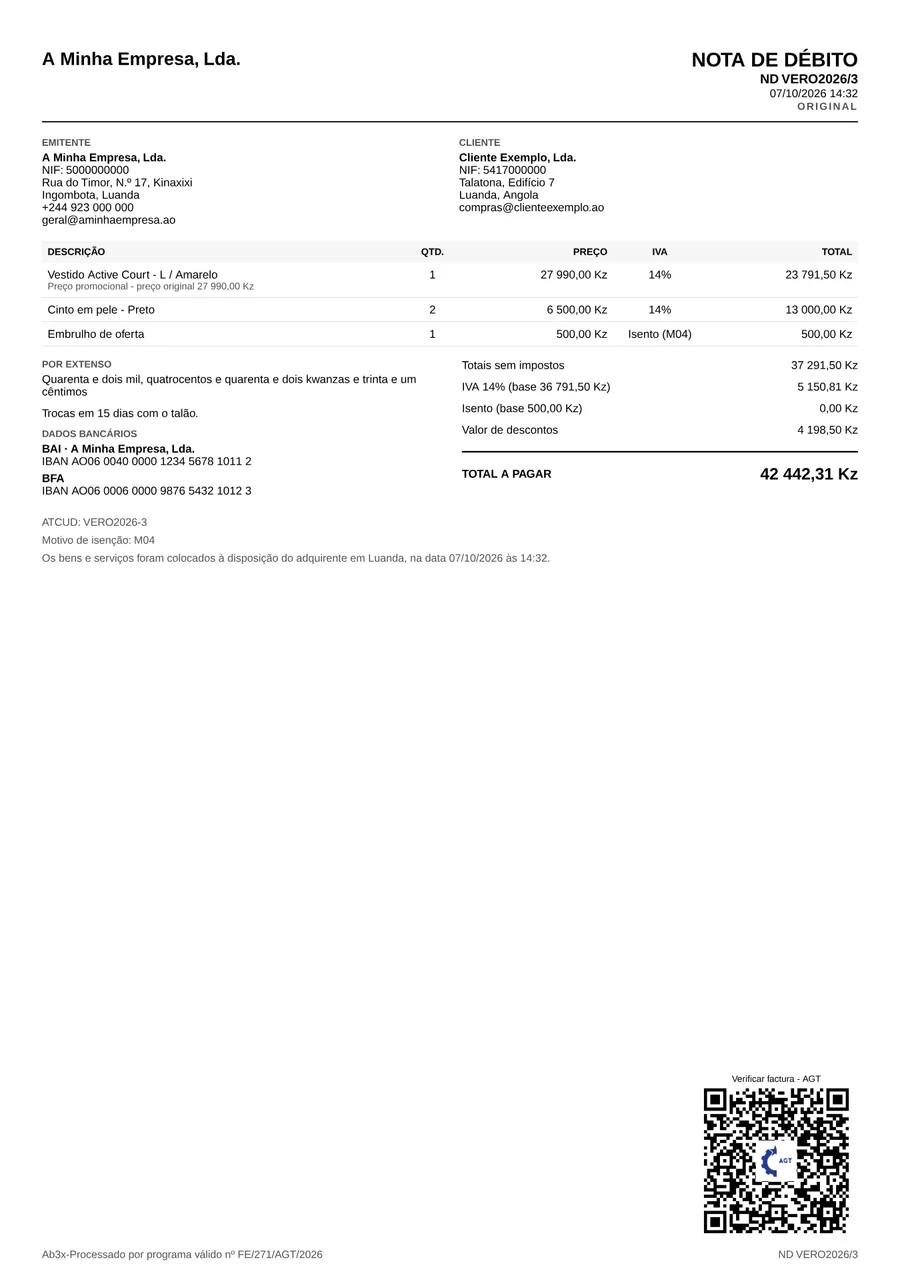 A Minha Empresa, Lda.
NOTA DE DÉBITO
ND VERO2026/3
07/10/2026 14:32
ORIGINAL
EMITENTE
A Minha Empresa, Lda.
NIF: 5000000000
Rua do Timor, N.º 17, Kinaxixi
Ingombota, Luanda
+244 923 000 000
geral@aminhaempresa.ao
CLIENTE
Cliente Exemplo, Lda.
NIF: 5417000000
Talatona, Edifício 7
Luanda, Angola
compras@clienteexemplo.ao
DESCRIÇÃO QTD. PREÇO IVA TOTAL
Vestido Active Court - L / Amarelo 1 27 990,00 Kz 14% 23 791,50 Kz
Preço promocional - preço original 27 990,00 Kz
Cinto em pele - Preto 2 6 500,00 Kz 14% 13 000,00 Kz
Embrulho de oferta 1 500,00 Kz Isento (M04) 500,00 Kz
POR EXTENSO
Quarenta e dois mil, quatrocentos e quarenta e dois kwanzas e trinta e um
cêntimos
Trocas em 15 dias com o talão.
DADOS BANCÁRIOS
BAI · A Minha Empresa, Lda.
IBAN AO06 0040 0000 1234 5678 1011 2
BFA
IBAN AO06 0006 0000 9876 5432 1012 3
Totais sem impostos 37 291,50 Kz
IVA 14% (base 36 791,50 Kz) 5 150,81 Kz
Isento (base 500,00 Kz) 0,00 Kz
Valor de descontos 4 198,50 Kz
TOTAL A PAGAR 42 442,31 Kz
ATCUD: VERO2026-3
Motivo de isenção: M04
Os bens e serviços foram colocados à disposição do adquirente em Luanda, na data 07/10/2026 às 14:32.
Verificar factura - AGT
AGT
Ab3x-Processado por programa válido nº FE/271/AGT/2026
ND VERO2026/3